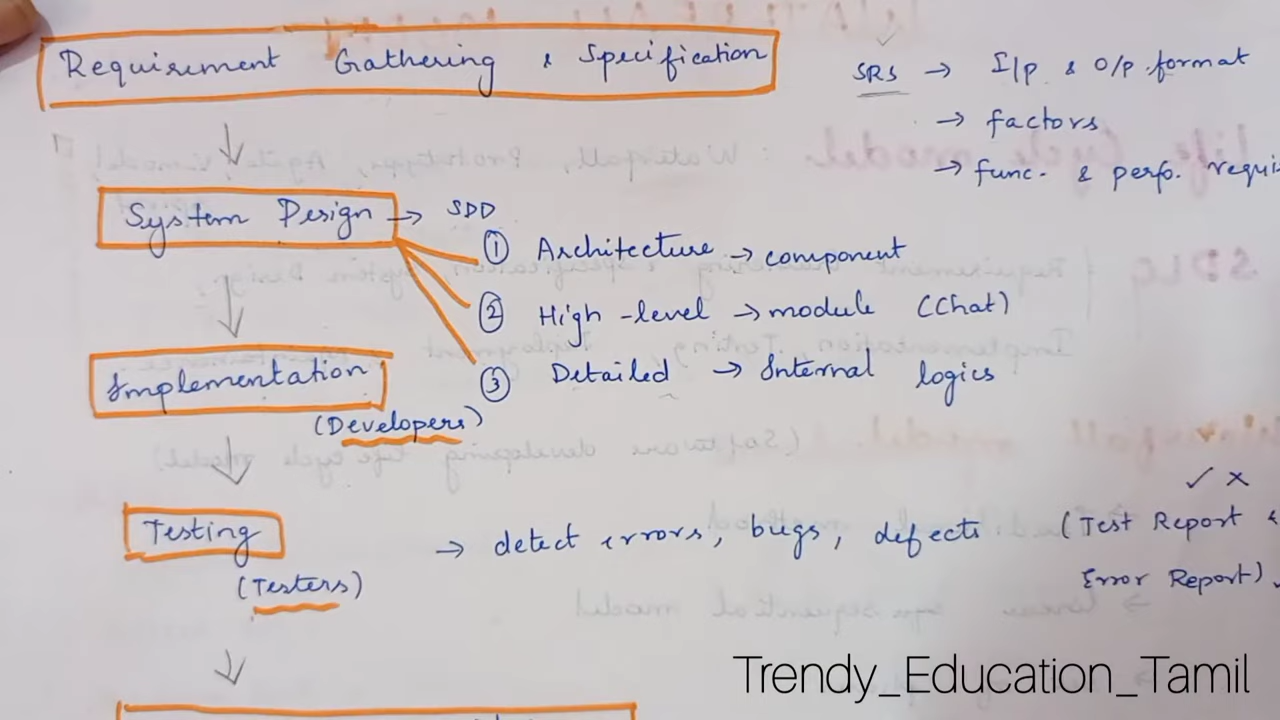 Requirement Gathering & Specification
SRS → I/p & O/p format
→ factors
→ func. & perfo.
System Design → SDD
① Architecture → component
② High-level → module (Chat)
③ Detailed → Internal logics
Implementation
(Developers)
Testing → detect errors, bugs, defects (Test Report &
Error Report)
(Testers)
Trendy_Education_Tamil